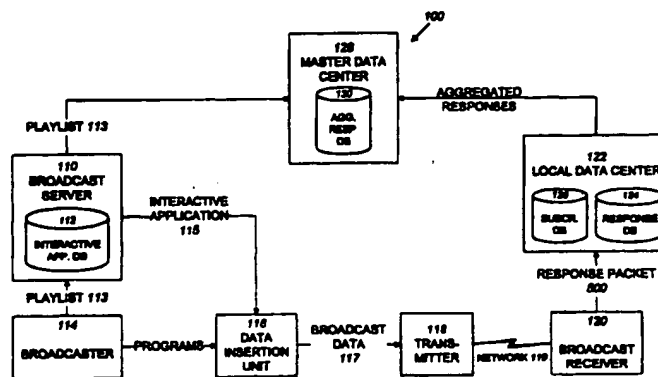 100
128
MASTER DATA
CENTER
130
AGG.
RESP
DB
AGGREGATED
RESPONSES
PLAYLIST 113
110
BROADCAST
SERVER
112
INTERACTIVE
APP. DB
INTERACTIVE
APPLICATION
115
122
LOCAL DATA CENTER
SUBCR.
DB
RESPONSE
DB
RESPONSE PACKET
800
PLAYLIST 113
114
BROADCASTER
PROGRAMS
116
DATA
INSERTION
UNIT
BROADCAST
DATA
117
118
TRANS-
MITTER
NETWORK 119
120
BROADCAST
RECEIVER